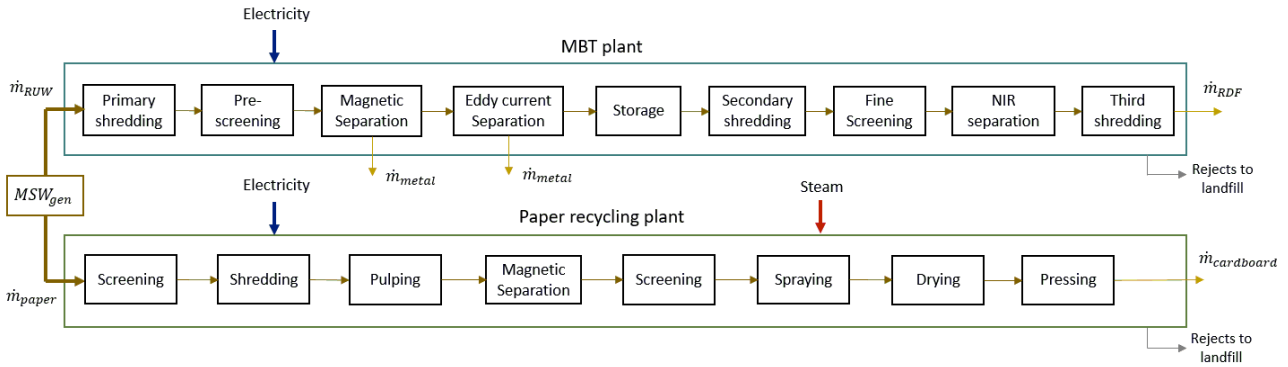 Electricity
MBT plant
ṁ_RUW
Primary
shredding
Pre-
screening
Magnetic
Separation
Eddy current
Separation
Storage
Secondary
shredding
Fine
Screening
NIR
separation
Third
shredding
ṁ_RDF
ṁ_metal
ṁ_metal
Rejects to
landfill
MSW_gen
Electricity
Steam
Paper recycling plant
ṁ_paper
Screening
Shredding
Pulping
Magnetic
Separation
Screening
Spraying
Drying
Pressing
ṁ_cardboard
Rejects to
landfill